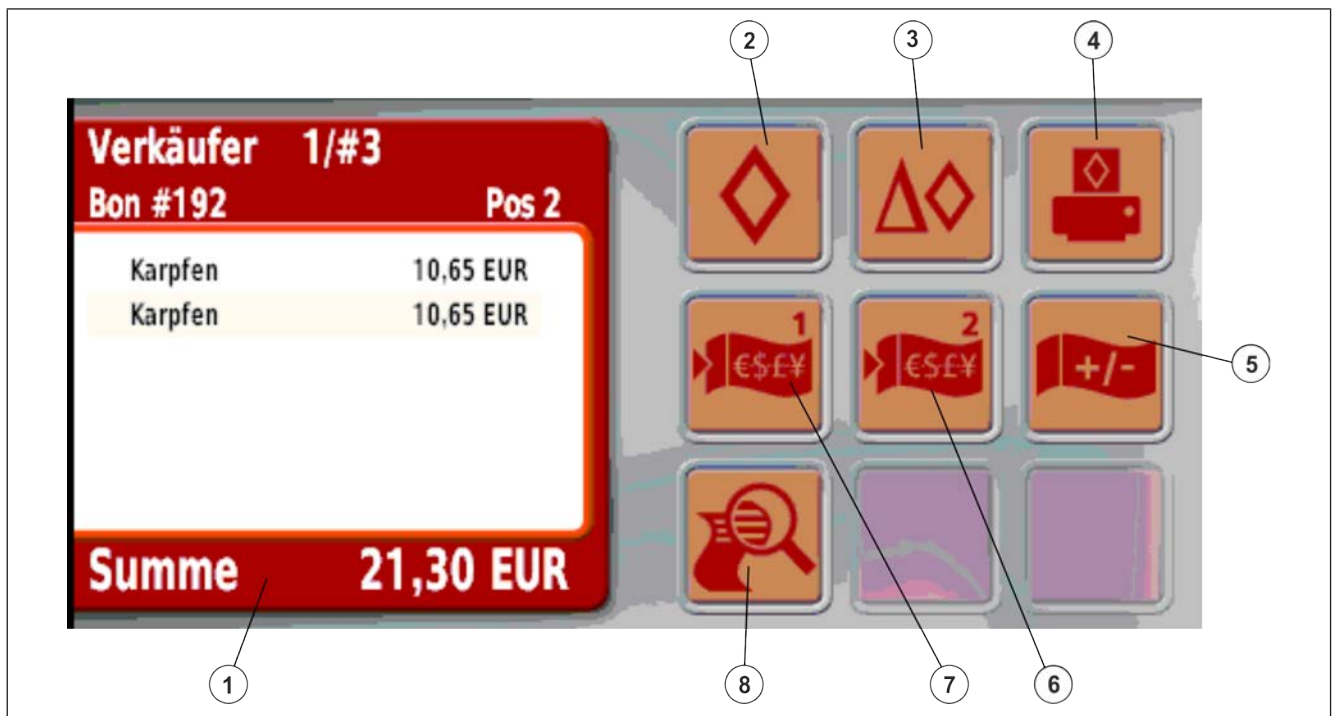 2
3
4
Verkäufer 1/#3
Bon #192 Pos 2
Karpfen 10,65 EUR
Karpfen 10,65 EUR
1
€$£¥
2
€$£¥
+/-
5
Summe 21,30 EUR
1
8
7
6